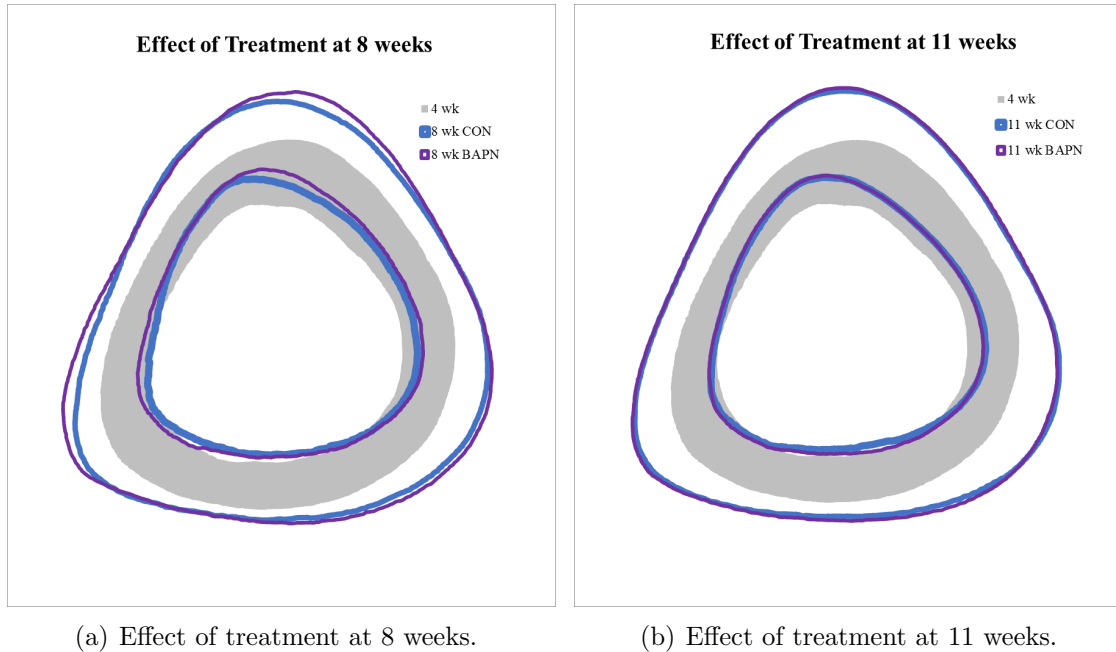 Effect of Treatment at 8 weeks
4 wk
8 wk CON
8 wk BAPN
(a) Effect of treatment at 8 weeks.
Effect of Treatment at 11 weeks
4 wk
11 wk CON
11 wk BAPN
(b) Effect of treatment at 11 weeks.